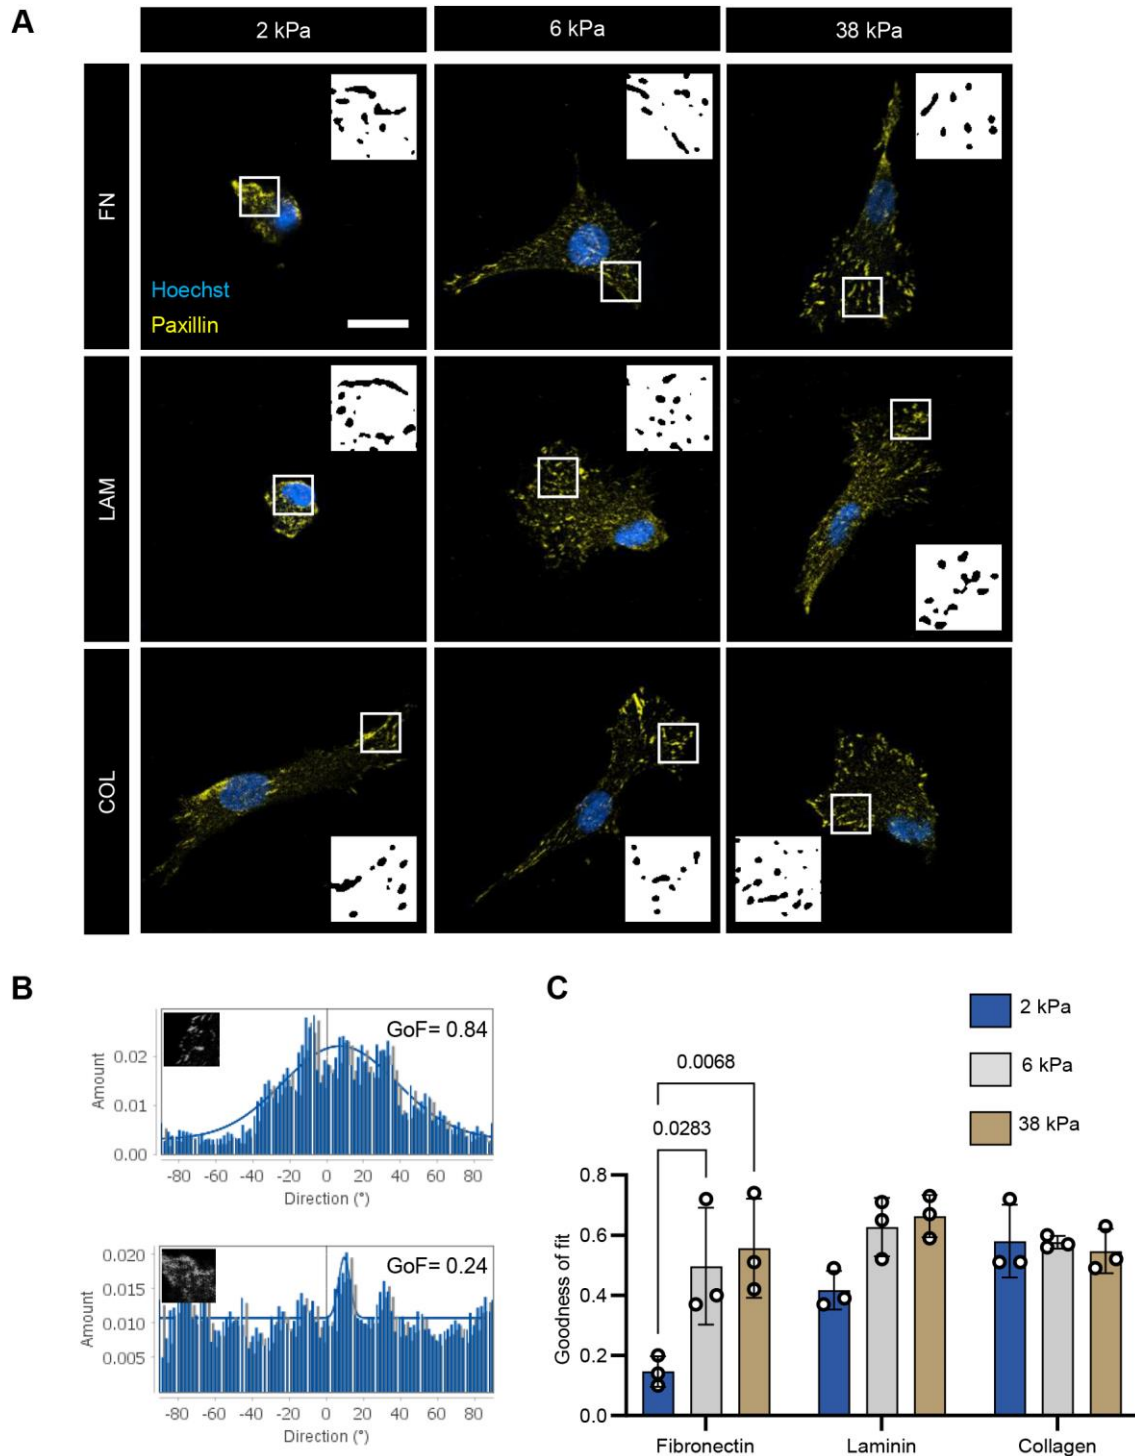 A
2 kPa
6 kPa
38 kPa
FN
Hoechst
Paxillin
LAM
COL
B
GoF= 0.84
Amount
0.02
0.01
0.00
-80 -60 -40 -20 0 20 40 60 80
Direction (°)
GoF= 0.24
Amount
0.020
0.015
0.010
0.005
-80 -60 -40 -20 0 20 40 60 80
Direction (°)
C
2 kPa
6 kPa
38 kPa
0.0068
0.0283
Goodness of fit
0.8
0.6
0.4
0.2
0.0
Fibronectin
Laminin
Collagen